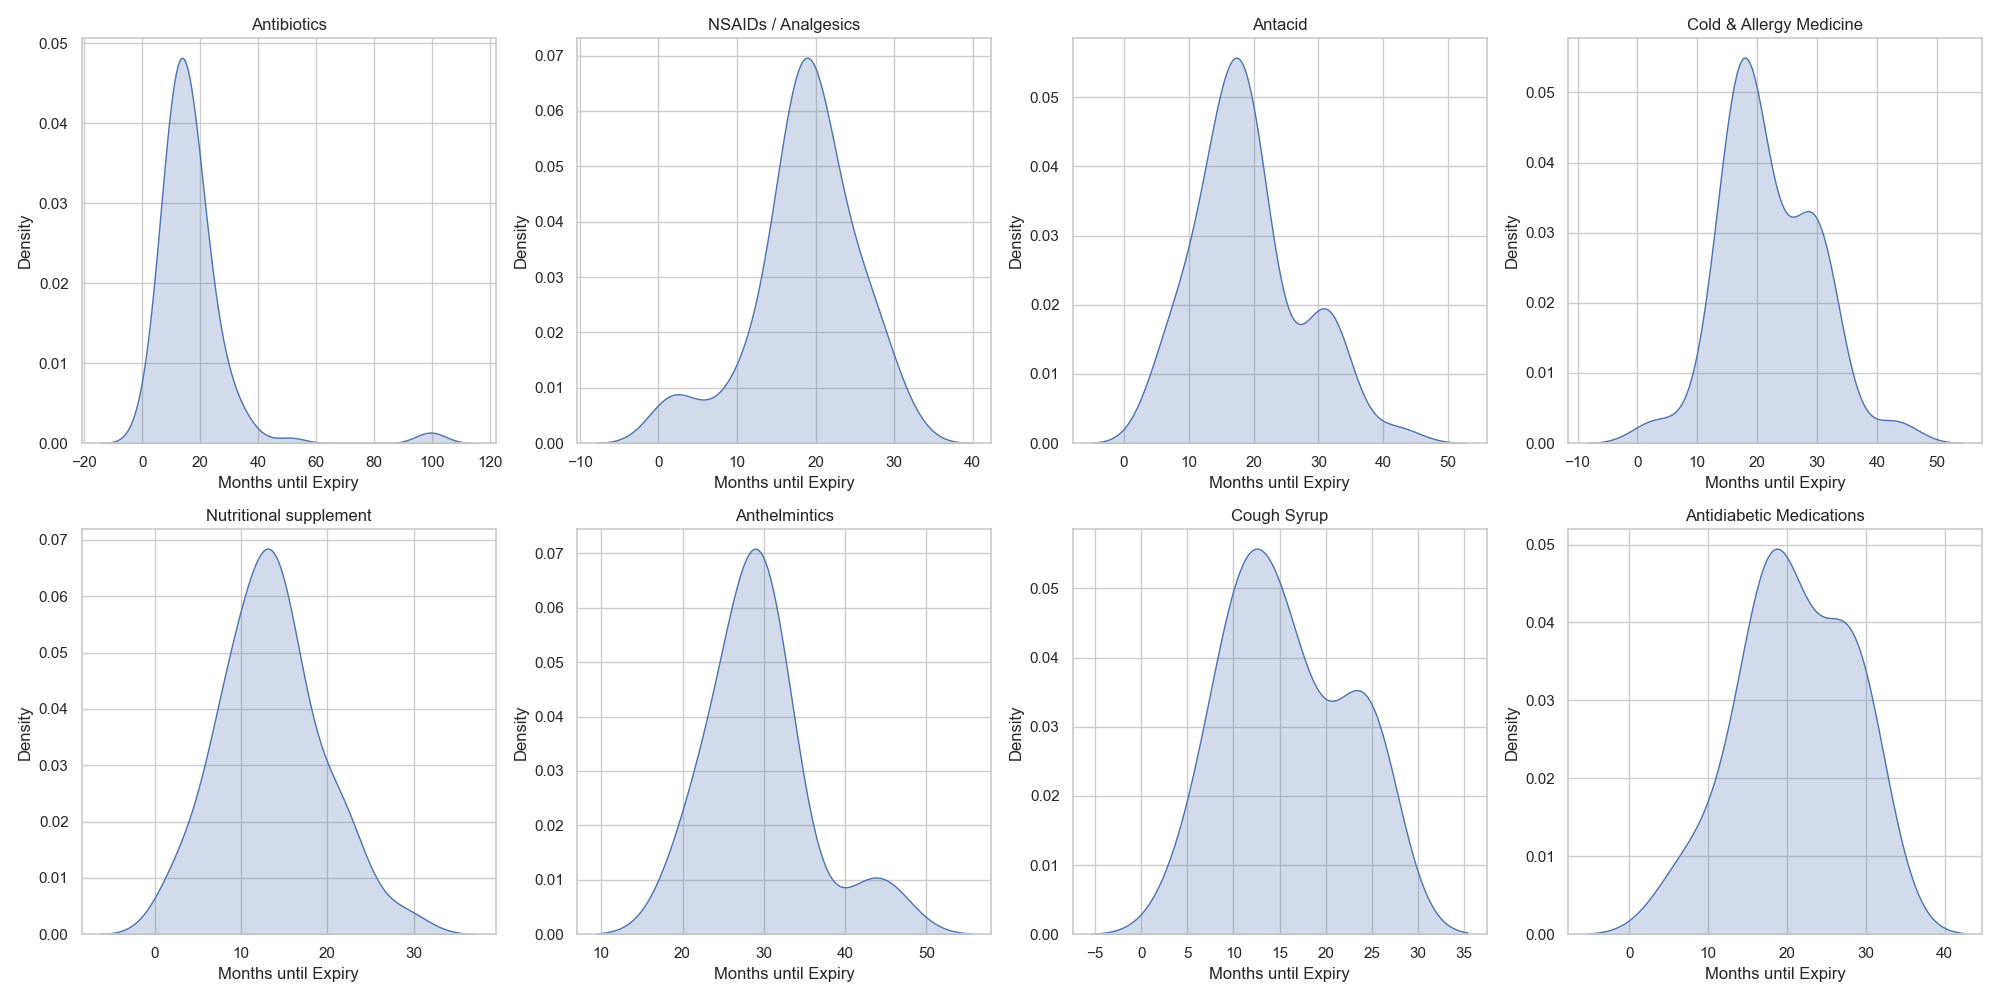 Antibiotics
0.05
0.04
0.03
0.02
0.01
0.00
Density
−20 0 20 40 60 80 100 120
Months until Expiry
NSAIDs / Analgesics
0.07
0.06
0.05
0.04
0.03
0.02
0.01
0.00
Density
−10 0 10 20 30 40
Months until Expiry
Antacid
0.05
0.04
0.03
0.02
0.01
0.00
Density
0 10 20 30 40 50
Months until Expiry
Cold & Allergy Medicine
0.05
0.04
0.03
0.02
0.01
0.00
Density
−10 0 10 20 30 40 50
Months until Expiry
Nutritional supplement
0.07
0.06
0.05
0.04
0.03
0.02
0.01
0.00
Density
0 10 20 30
Months until Expiry
Anthelmintics
0.07
0.06
0.05
0.04
0.03
0.02
0.01
0.00
Density
10 20 30 40 50
Months until Expiry
Cough Syrup
0.05
0.04
0.03
0.02
0.01
0.00
Density
−5 0 5 10 15 20 25 30 35
Months until Expiry
Antidiabetic Medications
0.05
0.04
0.03
0.02
0.01
0.00
Density
0 10 20 30 40
Months until Expiry